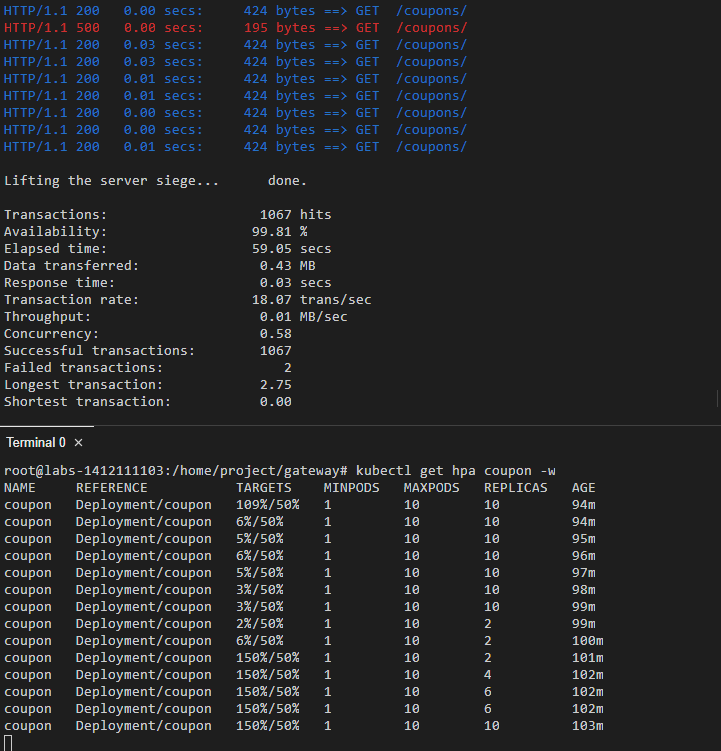 HTTP/1.1 200   0.00 secs:     424 bytes ==> GET  /coupons/
HTTP/1.1 500   0.00 secs:     195 bytes ==> GET  /coupons/
HTTP/1.1 200   0.03 secs:     424 bytes ==> GET  /coupons/
HTTP/1.1 200   0.03 secs:     424 bytes ==> GET  /coupons/
HTTP/1.1 200   0.01 secs:     424 bytes ==> GET  /coupons/
HTTP/1.1 200   0.01 secs:     424 bytes ==> GET  /coupons/
HTTP/1.1 200   0.00 secs:     424 bytes ==> GET  /coupons/
HTTP/1.1 200   0.00 secs:     424 bytes ==> GET  /coupons/
HTTP/1.1 200   0.01 secs:     424 bytes ==> GET  /coupons/
Lifting the server siege...      done.
Transactions:                   1067 hits
Availability:                  99.81 %
Elapsed time:                  59.05 secs
Data transferred:               0.43 MB
Response time:                  0.03 secs
Transaction rate:              18.07 trans/sec
Throughput:                     0.01 MB/sec
Concurrency:                    0.58
Successful transactions:        1067
Failed transactions:               2
Longest transaction:            2.75
Shortest transaction:           0.00
Terminal 0 ×
root@labs-1412111103:/home/project/gateway# kubectl get hpa coupon -w
NAME     REFERENCE           TARGETS    MINPODS   MAXPODS   REPLICAS   AGE
coupon   Deployment/coupon   109%/50%   1         10        10         94m
coupon   Deployment/coupon   6%/50%     1         10        10         94m
coupon   Deployment/coupon   5%/50%     1         10        10         95m
coupon   Deployment/coupon   6%/50%     1         10        10         96m
coupon   Deployment/coupon   5%/50%     1         10        10         97m
coupon   Deployment/coupon   3%/50%     1         10        10         98m
coupon   Deployment/coupon   3%/50%     1         10        10         99m
coupon   Deployment/coupon   2%/50%     1         10        2          99m
coupon   Deployment/coupon   6%/50%     1         10        2          100m
coupon   Deployment/coupon   150%/50%   1         10        2          101m
coupon   Deployment/coupon   150%/50%   1         10        4          102m
coupon   Deployment/coupon   150%/50%   1         10        6          102m
coupon   Deployment/coupon   150%/50%   1         10        6          102m
coupon   Deployment/coupon   150%/50%   1         10        10         103m